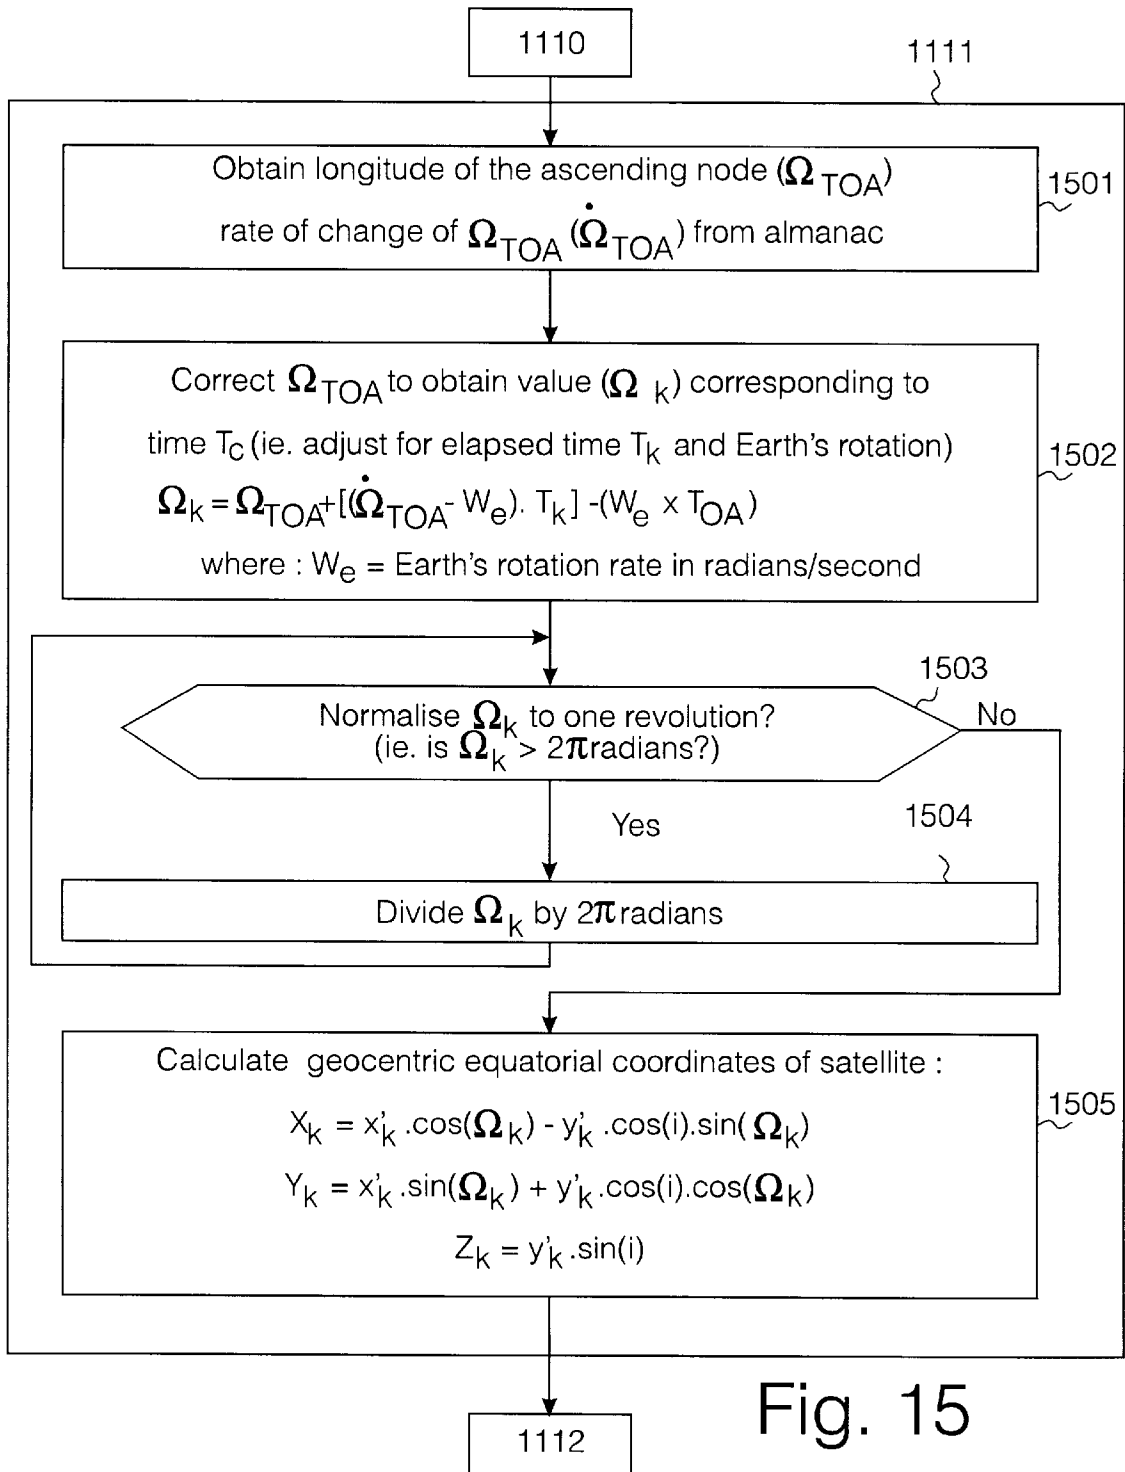 1110
1111
Obtain longitude of the ascending node (Ω TOA)
rate of change of Ω TOA (Ω̇ TOA) from almanac
1501
Correct Ω TOA to obtain value (Ω k) corresponding to
time Tc (ie. adjust for elapsed time Tk and Earth's rotation)
Ωk = Ω TOA+[(Ω̇ TOA - We). Tk] -(We x TOA)
where : We = Earth's rotation rate in radians/second
1502
1503
Normalise Ωk to one revolution?
(ie. is Ωk > 2π radians?)
No
Yes
1504
Divide Ωk by 2π radians
Calculate geocentric equatorial coordinates of satellite :
Xk = x'k .cos(Ωk) - y'k .cos(i).sin( Ωk)
Yk = x'k .sin(Ωk) + y'k .cos(i).cos(Ωk)
Zk = y'k .sin(i)
1505
Fig. 15
1112